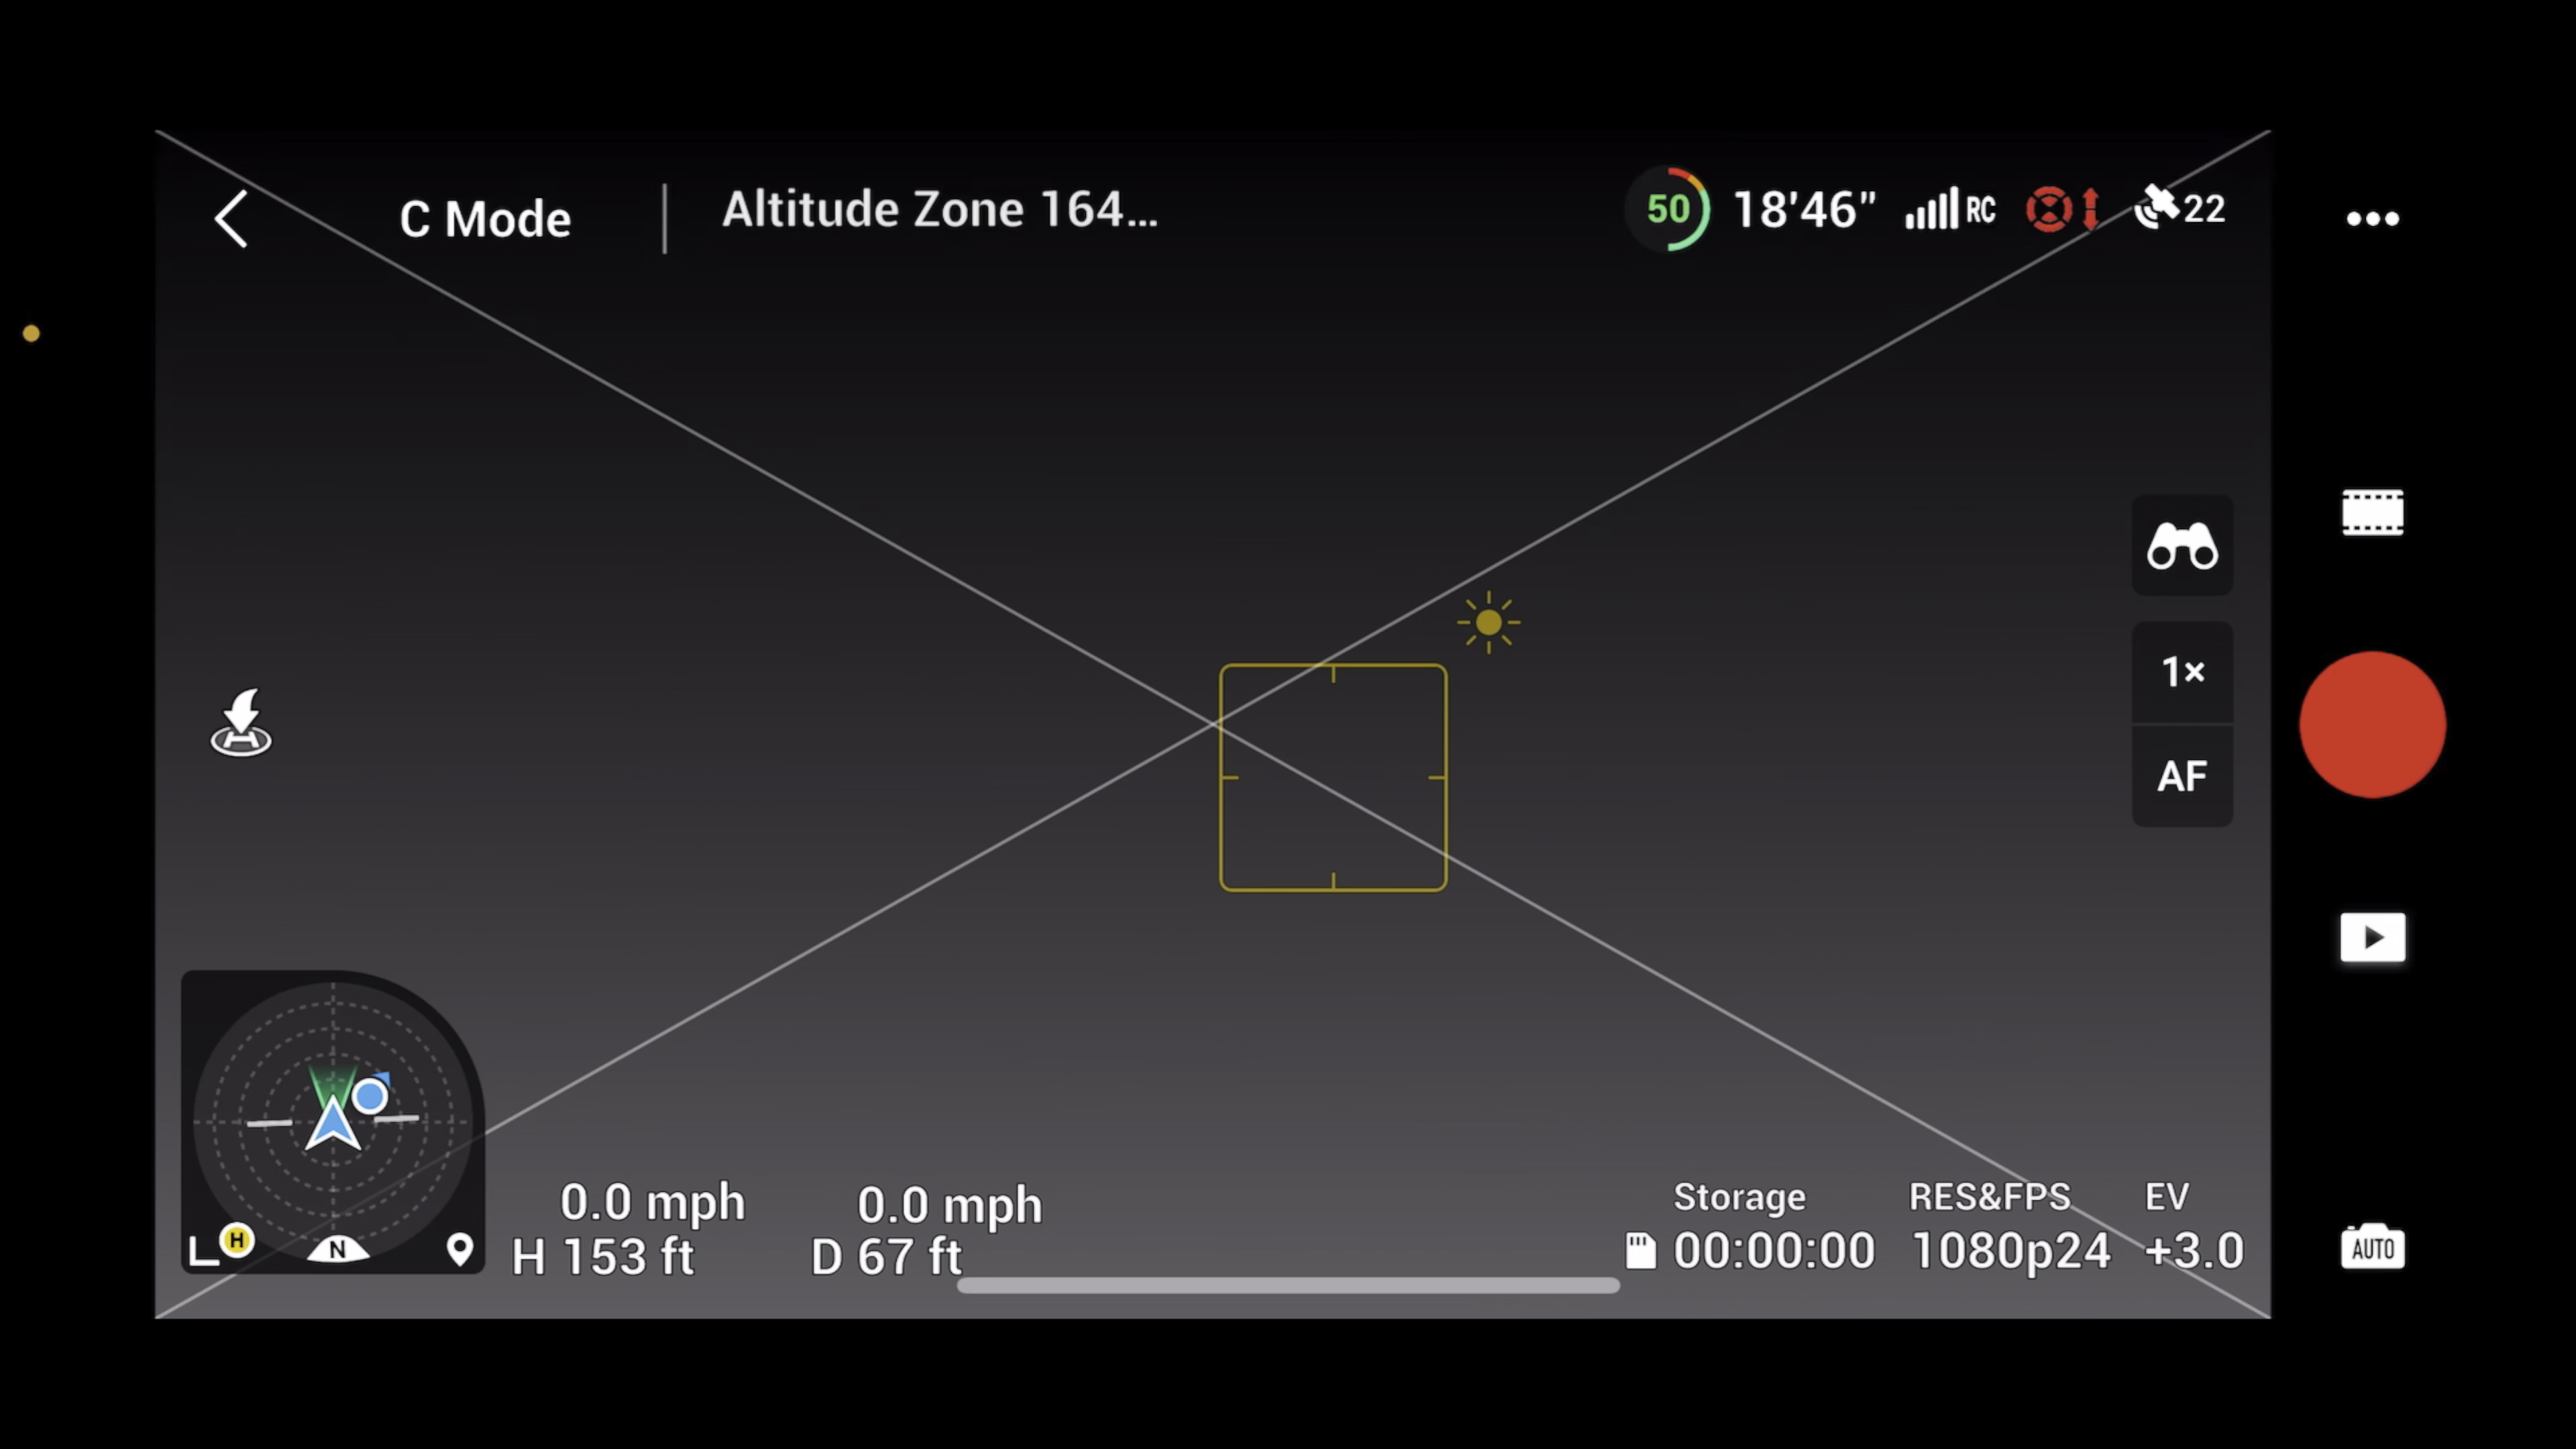 C Mode
Altitude Zone 164...
50
18'46"
RC
22
1×
AF
H
N
0.0 mph
0.0 mph
H 153 ft
D 67 ft
Storage
RES&FPS
EV
00:00:00
1080p24
+3.0
AUTO